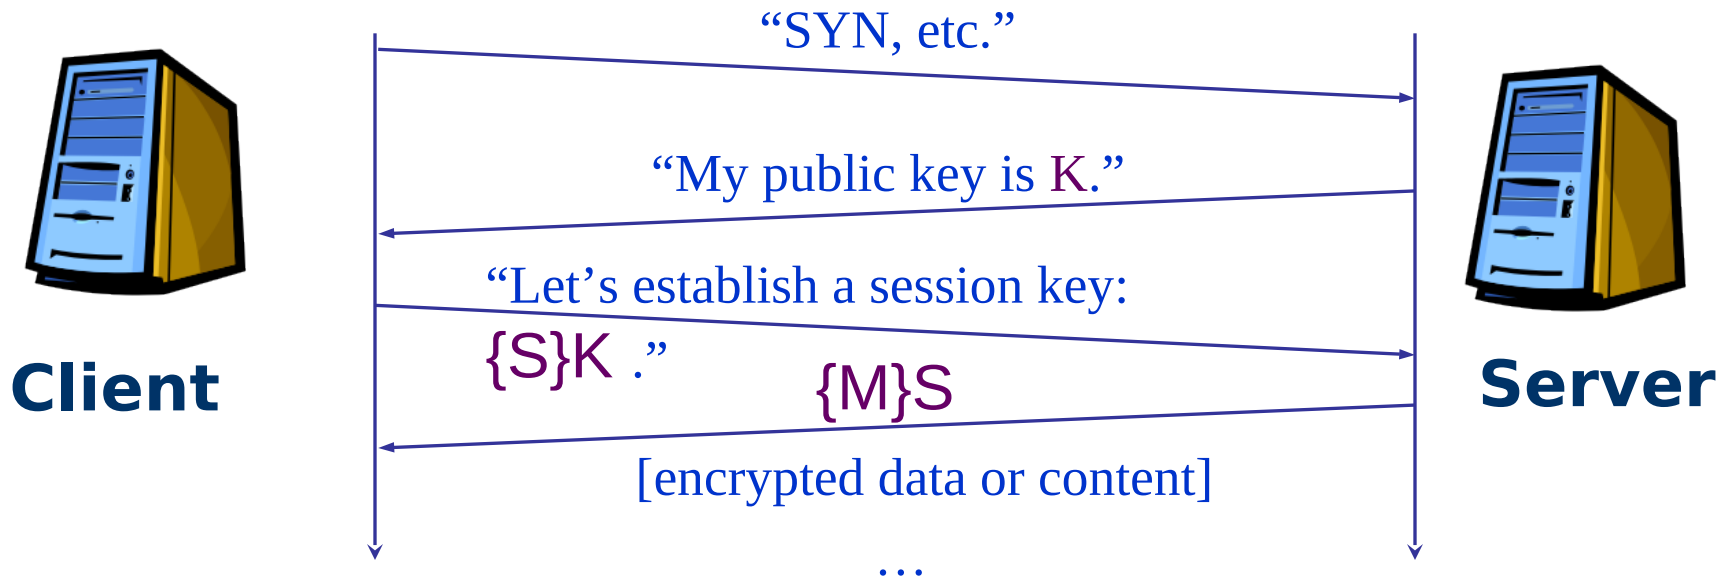 “SYN, etc.”
“My public key is K.”
“Let’s establish a session key:
{S}K .”
{M}S
Client
Server
[encrypted data or content]
…